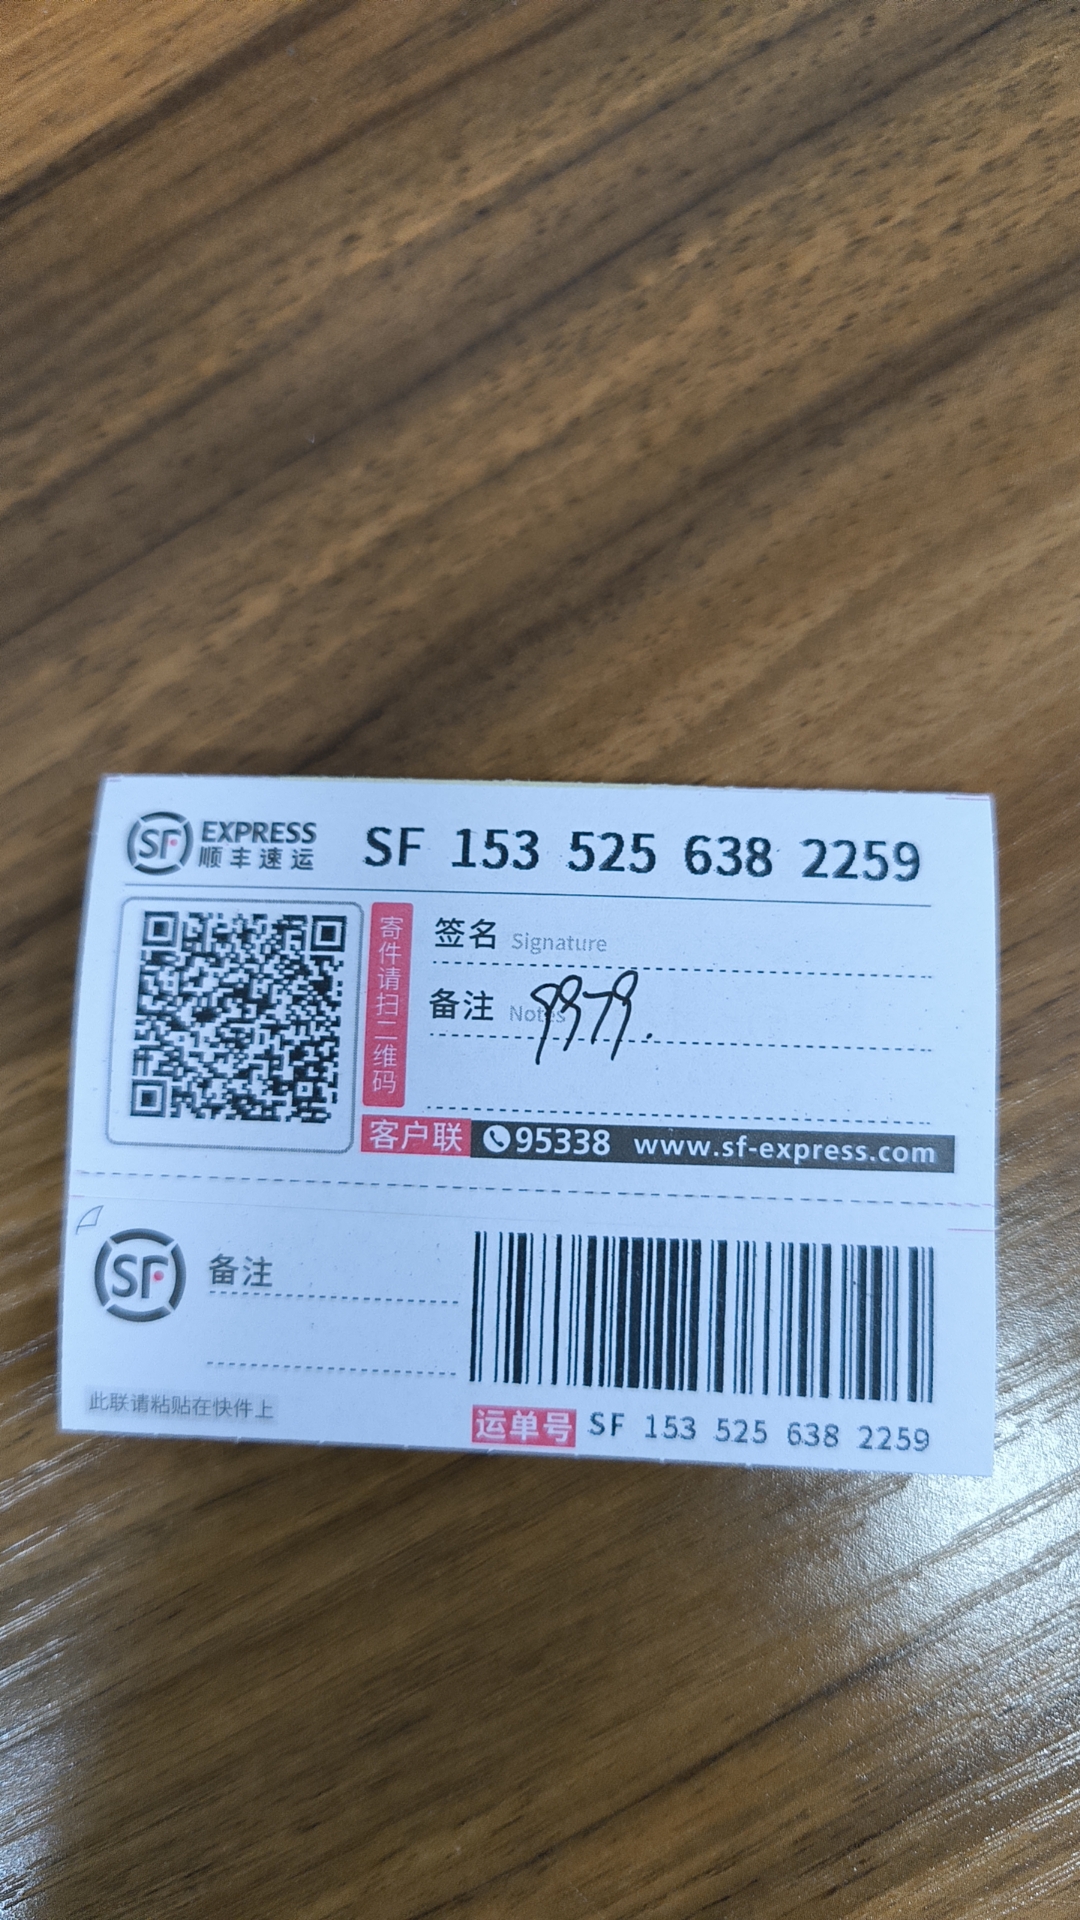 SF EXPRESS
顺丰速运
SF 153 525 638 2259
寄件请扫二维码
签名 Signature
备注 Notes 9979.
客户联 95338 www.sf-express.com
SF 备注
此联请粘贴在快件上
运单号 SF 153 525 638 2259